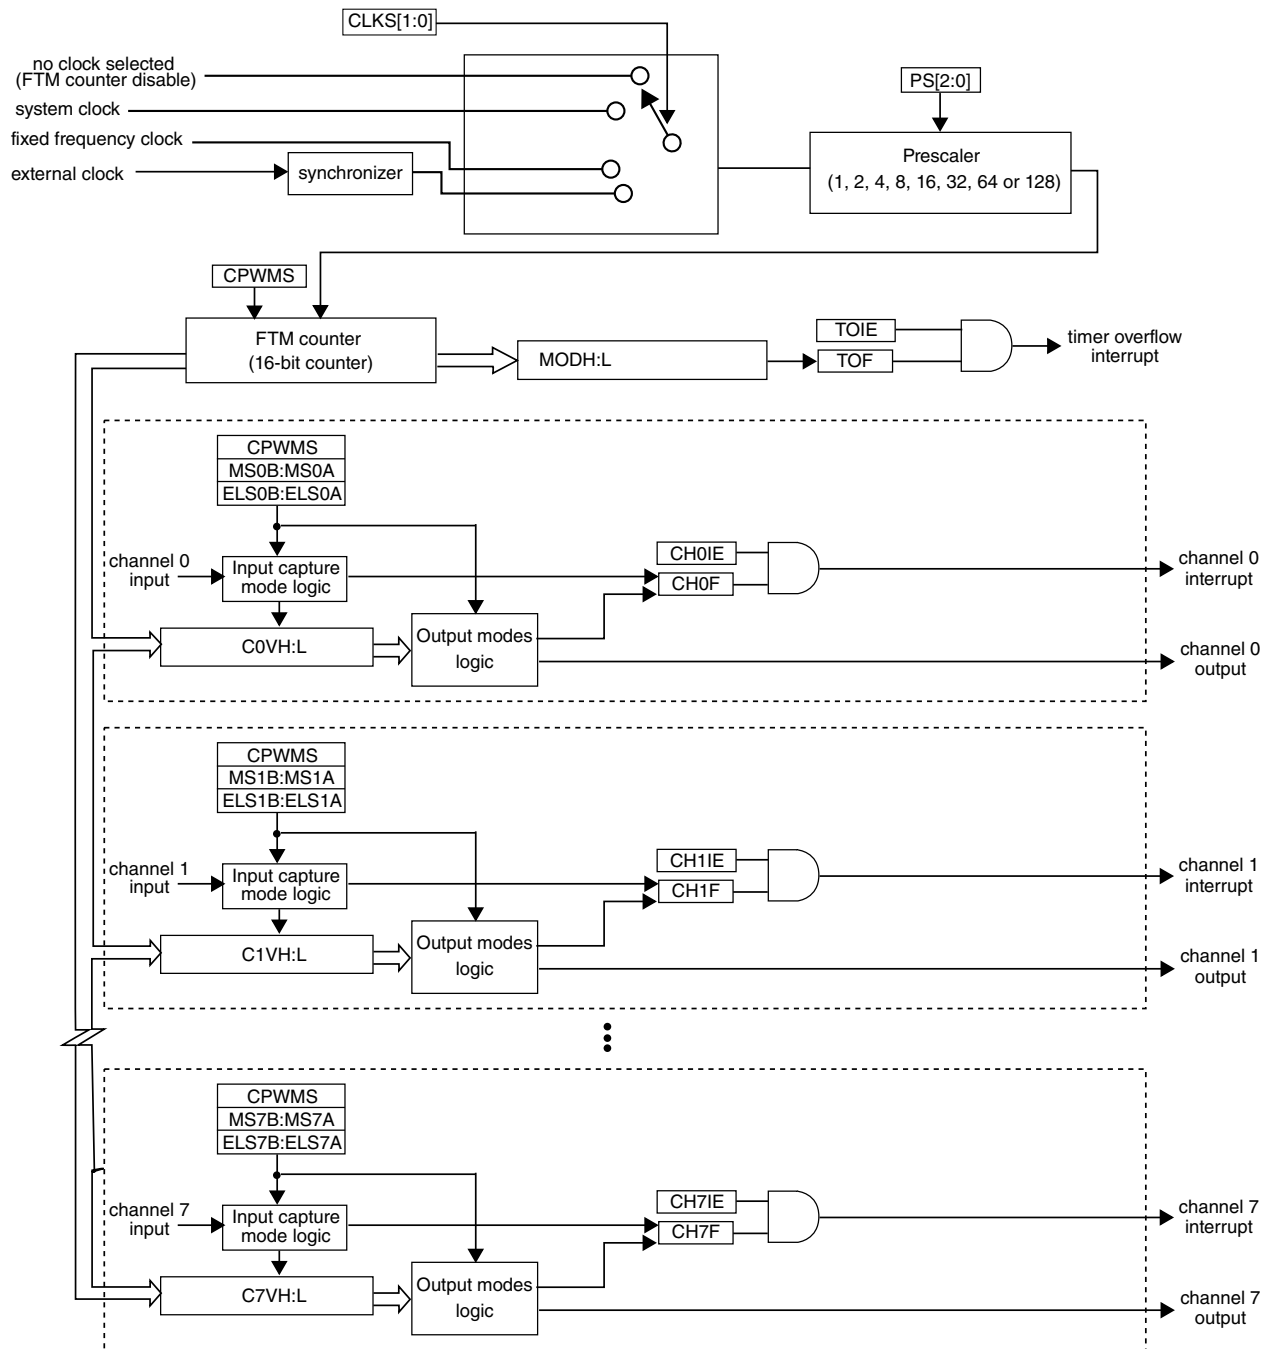 CLKS[1:0]
no clock selected
(FTM counter disable)
system clock
fixed frequency clock
external clock
synchronizer
PS[2:0]
Prescaler
(1, 2, 4, 8, 16, 32, 64 or 128)
CPWMS
FTM counter
(16-bit counter)
MODH:L
TOIE
TOF
timer overflow
interrupt
CPWMS
MS0B:MS0A
ELS0B:ELS0A
channel 0
input
Input capture
mode logic
C0VH:L
Output modes
logic
CH0IE
CH0F
channel 0
interrupt
channel 0
output
CPWMS
MS1B:MS1A
ELS1B:ELS1A
channel 1
input
Input capture
mode logic
C1VH:L
Output modes
logic
CH1IE
CH1F
channel 1
interrupt
channel 1
output
CPWMS
MS7B:MS7A
ELS7B:ELS7A
channel 7
input
Input capture
mode logic
C7VH:L
Output modes
logic
CH7IE
CH7F
channel 7
interrupt
channel 7
output